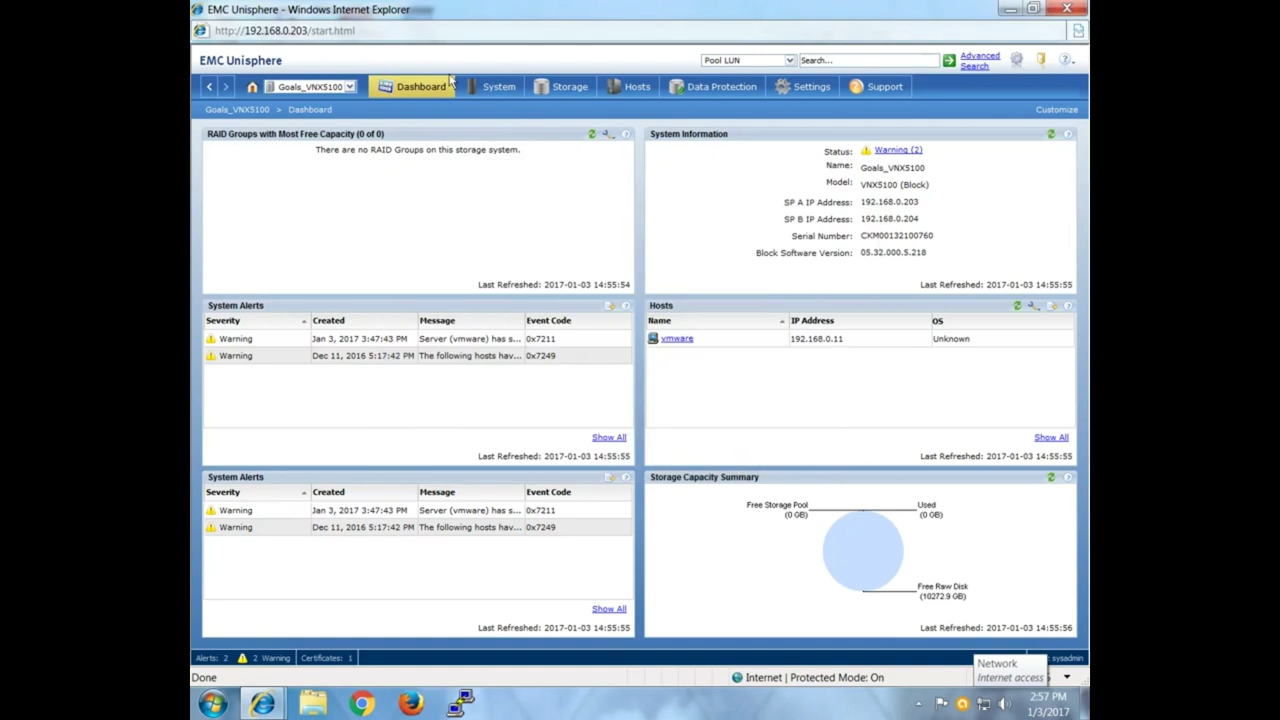 EMC Unisphere - Windows Internet Explorer
http://192.168.0.203/start.html
EMC Unisphere
Pool LUN
Search...
Advanced Search
Goals_VNX5100
Dashboard
System
Storage
Hosts
Data Protection
Settings
Support
Goals_VNX5100 > Dashboard
Customize
RAID Groups with Most Free Capacity (0 of 0)
There are no RAID Groups on this storage system.
Last Refreshed: 2017-01-03 14:55:54
System Information
Status: Warning (2)
Name: Goals_VNX5100
Model: VNX5100 (Block)
SP A IP Address: 192.168.0.203
SP B IP Address: 192.168.0.204
Serial Number: CKM00132100760
Block Software Version: 05.32.000.5.218
Last Refreshed: 2017-01-03 14:55:55
System Alerts
Severity Created Message Event Code
Warning Jan 3, 2017 3:47:43 PM Server (vmware) has s... 0x7211
Warning Dec 11, 2016 5:17:42 PM The following hosts hav... 0x7249
Show All
Last Refreshed: 2017-01-03 14:55:55
Hosts
Name IP Address OS
vmware 192.168.0.11 Unknown
Show All
Last Refreshed: 2017-01-03 14:55:55
System Alerts
Severity Created Message Event Code
Warning Jan 3, 2017 3:47:43 PM Server (vmware) has s... 0x7211
Warning Dec 11, 2016 5:17:42 PM The following hosts hav... 0x7249
Show All
Last Refreshed: 2017-01-03 14:55:55
Storage Capacity Summary
Free Storage Pool
(0 GB)
Used
(0 GB)
Free Raw Disk
(10272.9 GB)
Last Refreshed: 2017-01-03 14:55:56
Alerts: 2 2 Warning Certificates: 1
sysadmin
Network
Internet access
Done
Internet | Protected Mode: On
2:57 PM
1/3/2017